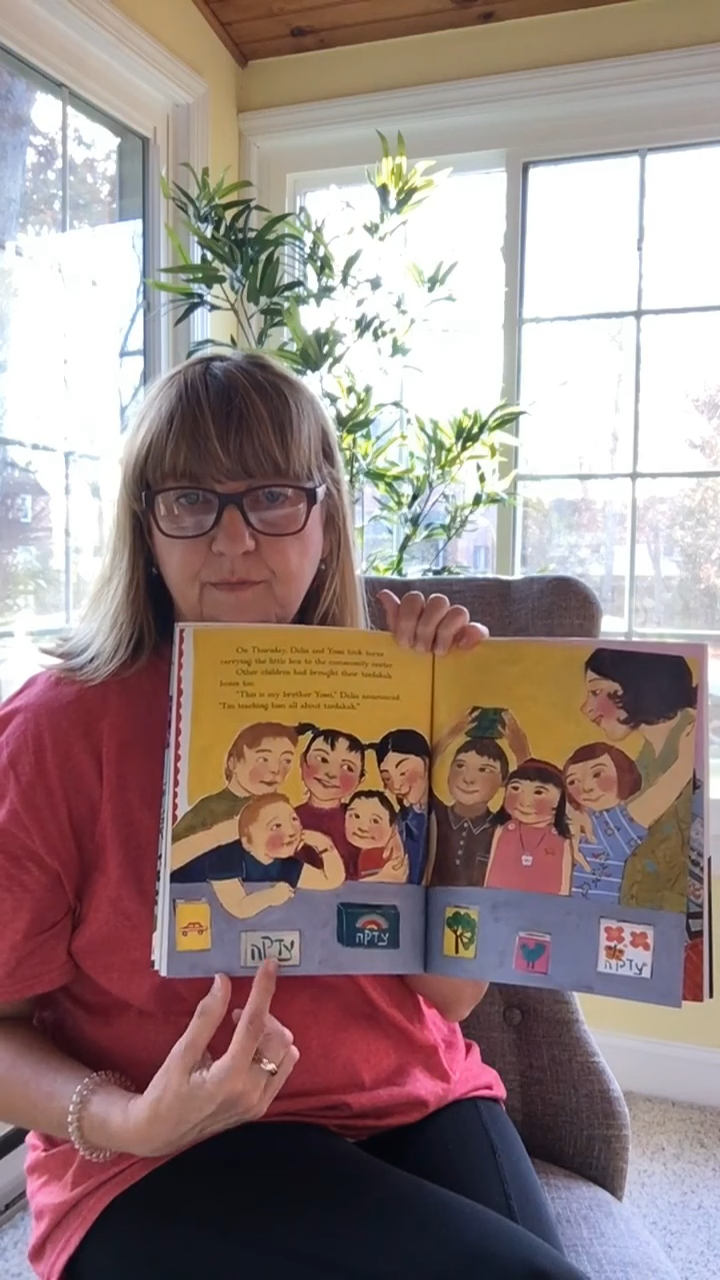 On Thursday, Dalia and Yossi took turns
carrying the little box to the community center.
Other children had brought their tzedakah
boxes too.
"This is my brother Yossi," Dalia announced.
"I'm teaching him all about tzedakah."
צדקה
צדקה
צדקה